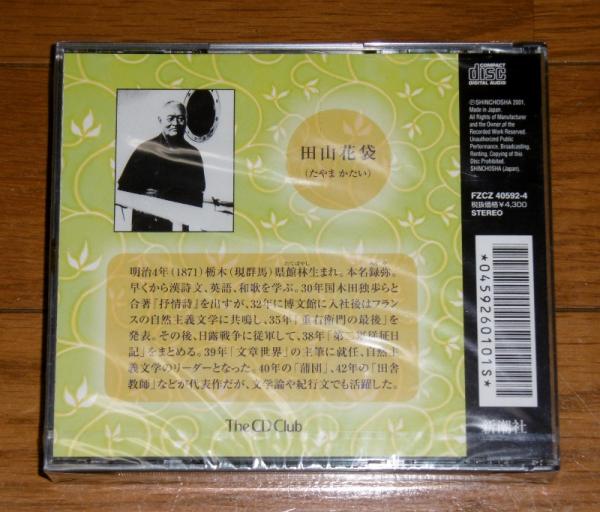 田山花袋
(たやま かたい)
たてばやし
明治4年(1871)栃木(現群馬)県館林生まれ。本名録弥。
早くから漢詩文、英語、和歌を学ぶ。30年国木田独歩らと
合著『抒情詩』を出すが、32年に博文館に入社後はフラン
スの自然主義文学に共鳴し、35年「重右衛門の最後」を
発表。その後、日露戦争に従軍して、38年「第二軍従征日
記」をまとめる。39年「文章世界」の主筆に就任、自然主
義文学のリーダーとなった。40年の「蒲団」、42年の「田舎
教師」などが代表作だが、文学論や紀行文でも活躍した。
The CD Club
COMPACT
disc
DIGITAL AUDIO
ⓟSHINCHOSHA 2001.
Made in Japan.
All Rights of Manufacturer
and the Owner of the
Recorded Work Reserved.
Unauthorized Public
Performance, Broadcasting,
Renting, Copying of this
Disc Prohibited.
SHINCHOSHA (Japan).
FZCZ 40592-4
税抜価格¥4,300
STEREO
*0459260101S*
新潮社